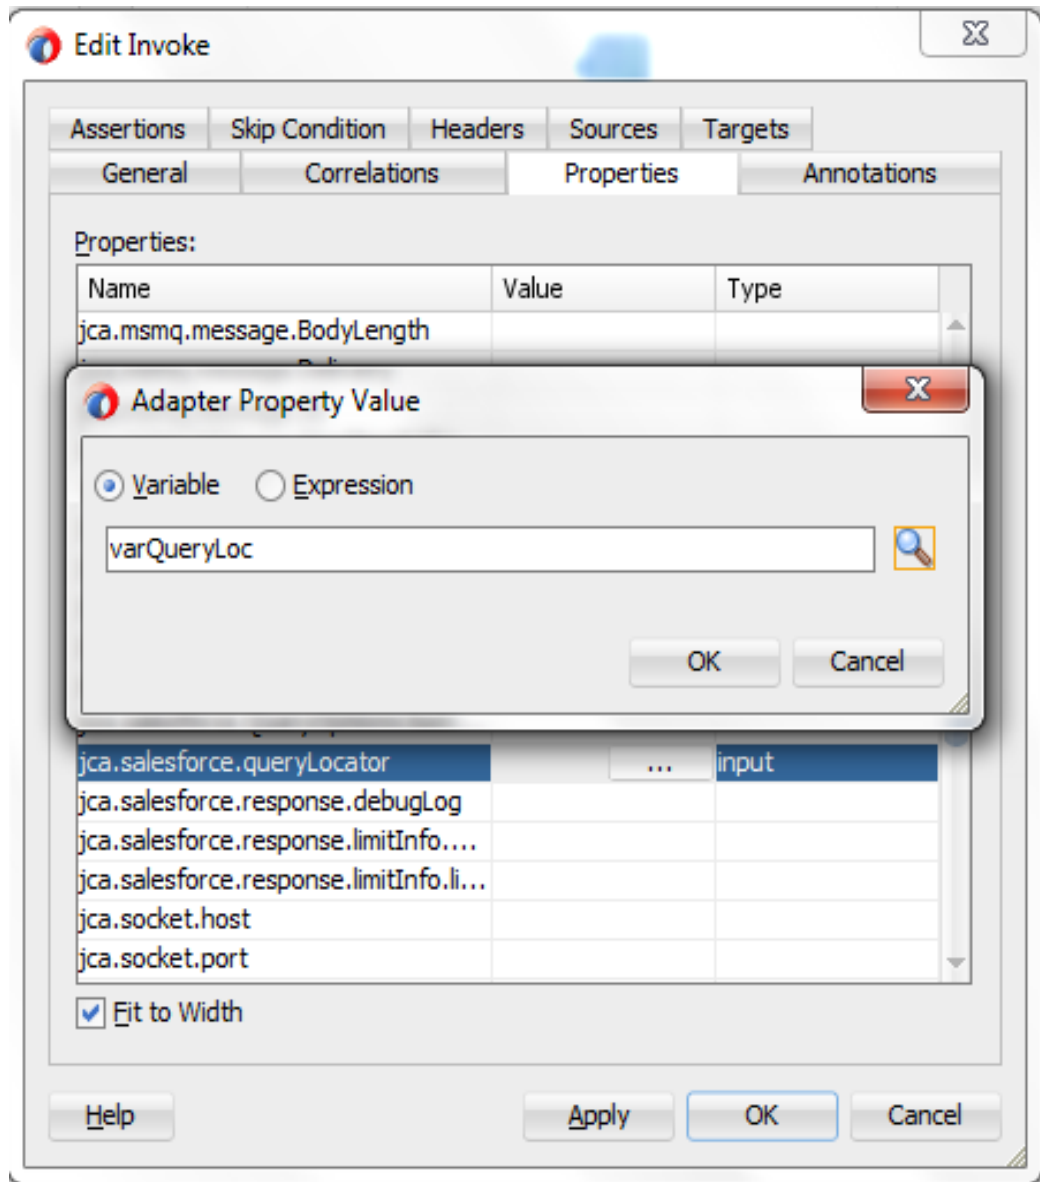 Edit Invoke
Assertions Skip Condition Headers Sources Targets
General Correlations Properties Annotations
Properties:
Name Value Type
jca.msmq.message.BodyLength
Adapter Property Value
Variable Expression
varQueryLoc
OK Cancel
jca.salesforce.queryLocator ... input
jca.salesforce.response.debugLog
jca.salesforce.response.limitInfo....
jca.salesforce.response.limitInfo.li...
jca.socket.host
jca.socket.port
Fit to Width
Help Apply OK Cancel